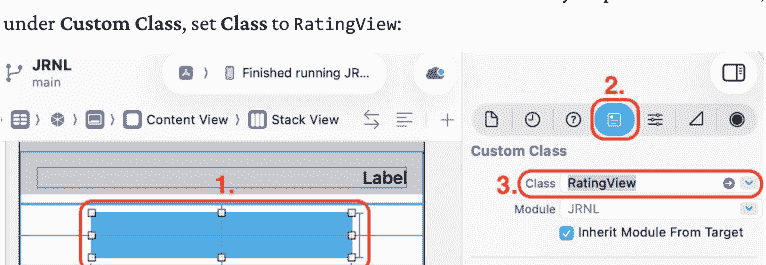 under Custom Class, set Class to RatingView:
JRNL
main
Finished running JR...
2.
Content View
Stack View
Custom Class
Label
1.
3.
Class RatingView
Module JRNL
Inherit Module From Target